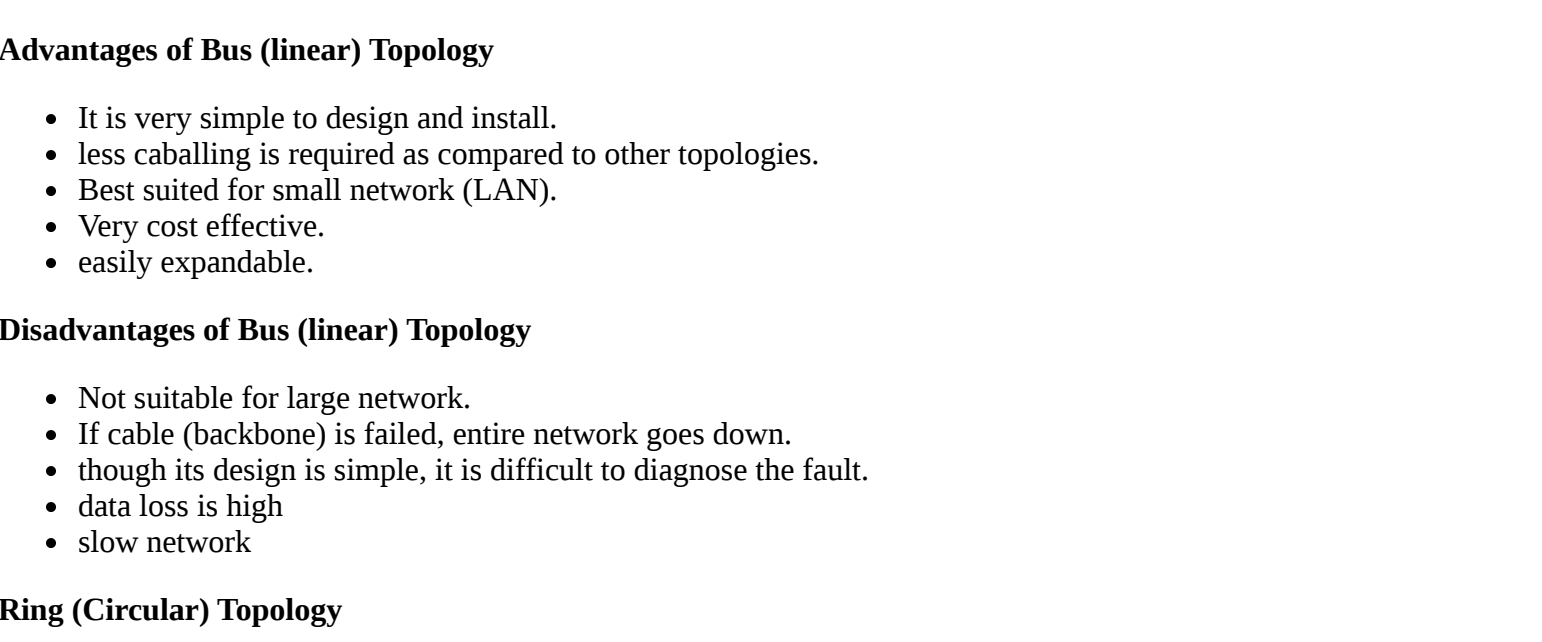 Advantages of Bus (linear) Topology
• It is very simple to design and install.
• less caballing is required as compared to other topologies.
• Best suited for small network (LAN).
• Very cost effective.
• easily expandable.
Disadvantages of Bus (linear) Topology
• Not suitable for large network.
• If cable (backbone) is failed, entire network goes down.
• though its design is simple, it is difficult to diagnose the fault.
• data loss is high
• slow network
Ring (Circular) Topology